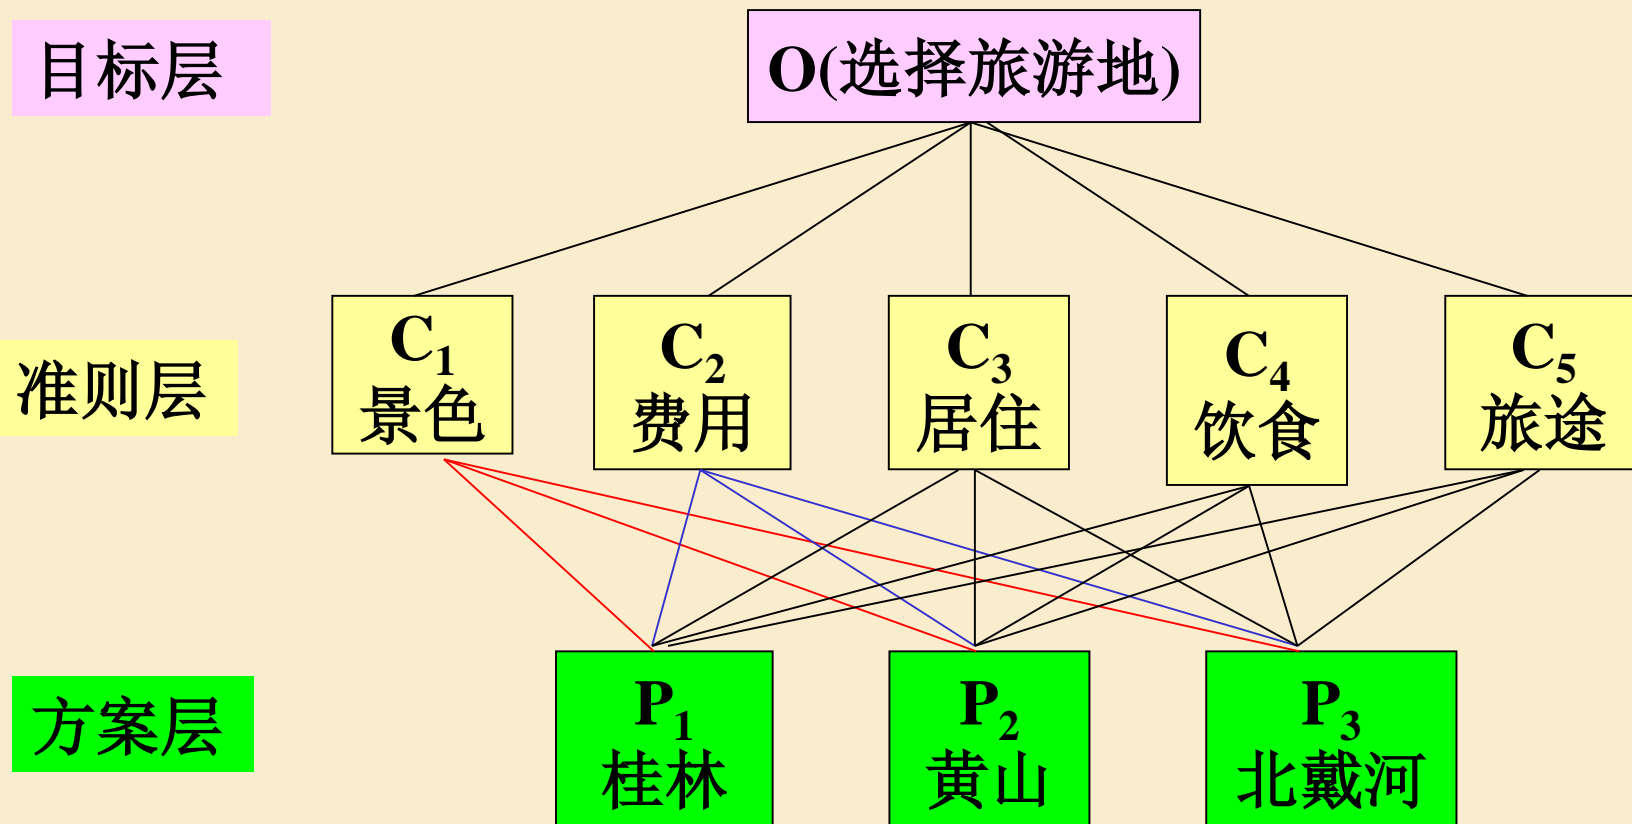 目标层
O(选择旅游地)
准则层
C₁
景色
C₂
费用
C₃
居住
C₄
饮食
C₅
旅途
方案层
P₁
桂林
P₂
黄山
P₃
北戴河